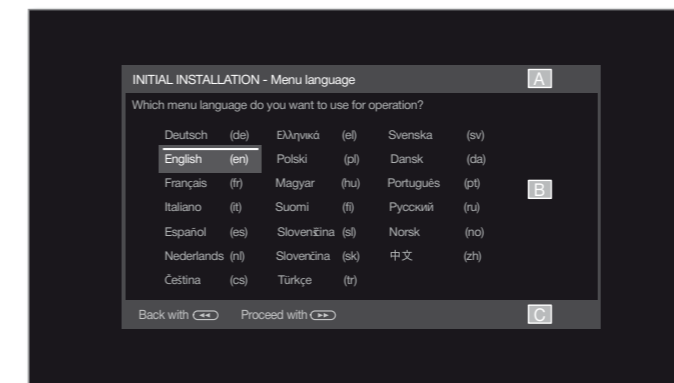 INITIAL INSTALLATION - Menu language A
Which menu language do you want to use for operation?
Deutsch (de) Ελληνικά (el) Svenska (sv)
English (en) Polski (pl) Dansk (da)
Français (fr) Magyar (hu) Português (pt) B
Italiano (it) Suomi (fi) Русский (ru)
Español (es) Slovenščina (sl) Norsk (no)
Nederlands (nl) Slovenčina (sk) 中文 (zh)
Čeština (cs) Türkçe (tr)
Back with ◀◀ Proceed with ▶▶ C